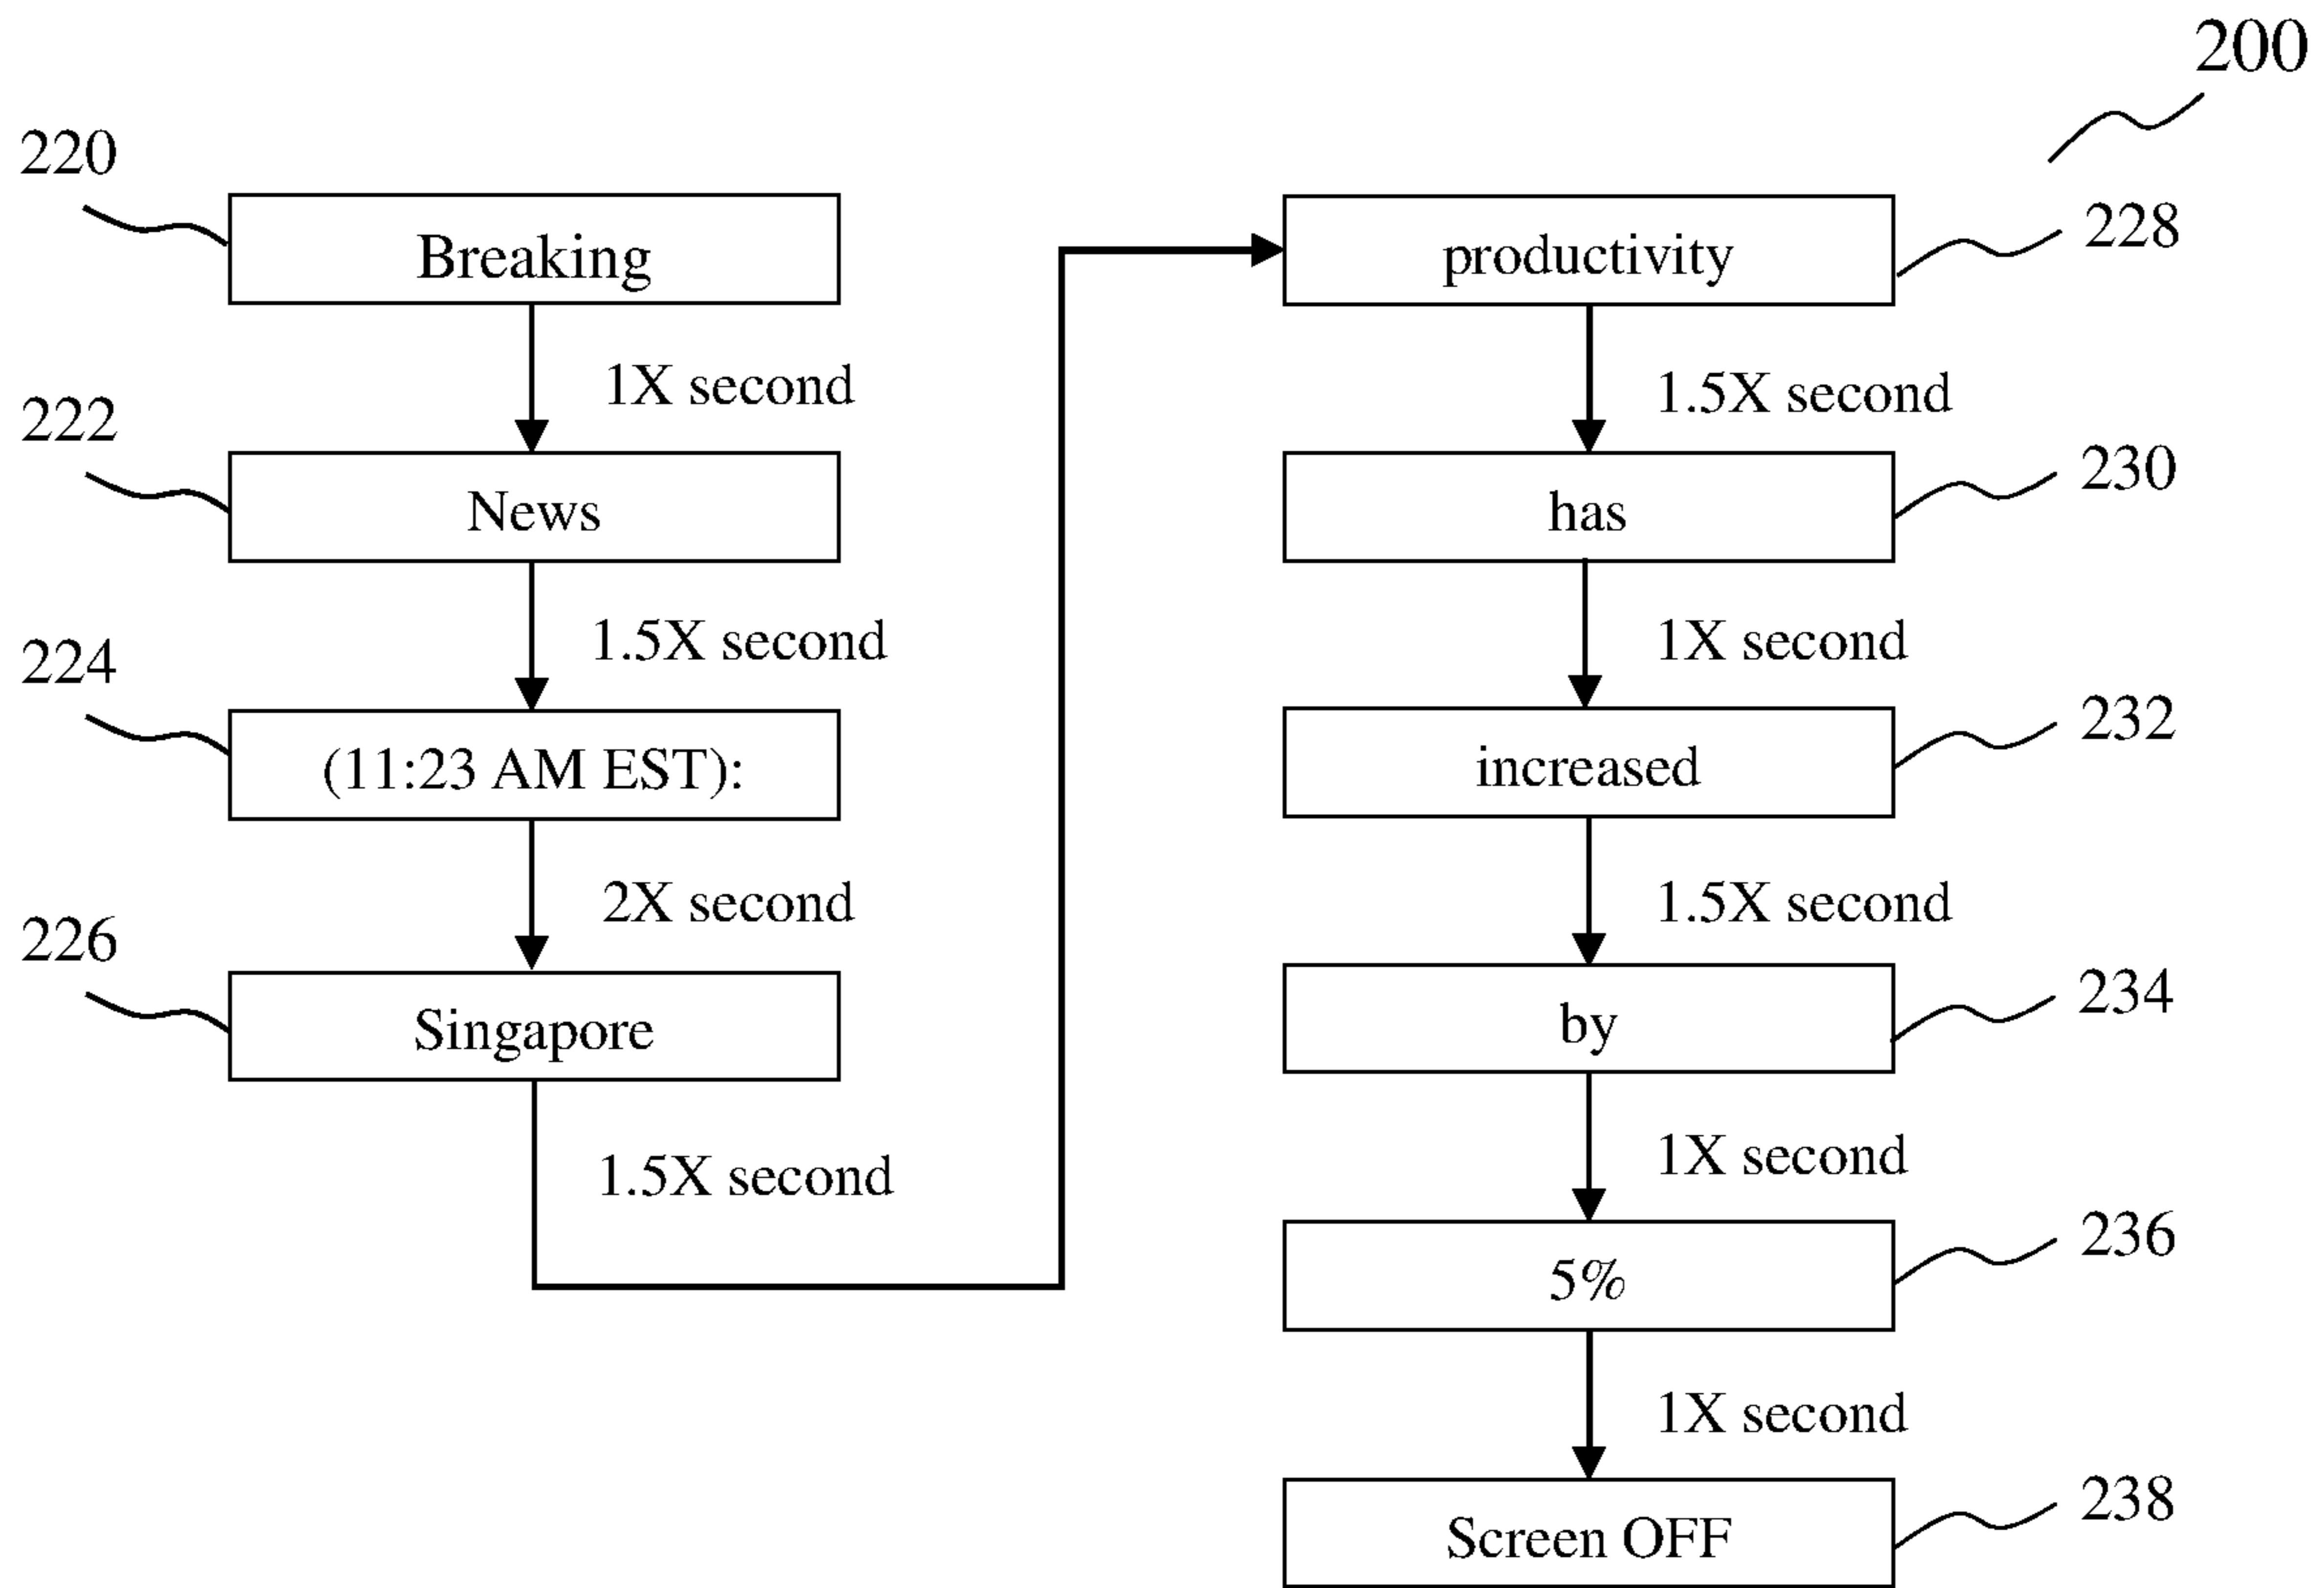 200
220
Breaking
1X second
222
News
1.5X second
224
(11:23 AM EST):
2X second
226
Singapore
1.5X second
productivity
228
1.5X second
has
230
1X second
increased
232
1.5X second
by
234
1X second
5%
236
1X second
Screen OFF
238